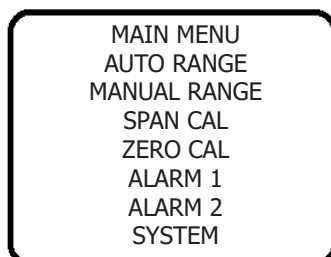 MAIN MENU
AUTO RANGE
MANUAL RANGE
SPAN CAL
ZERO CAL
ALARM 1
ALARM 2
SYSTEM